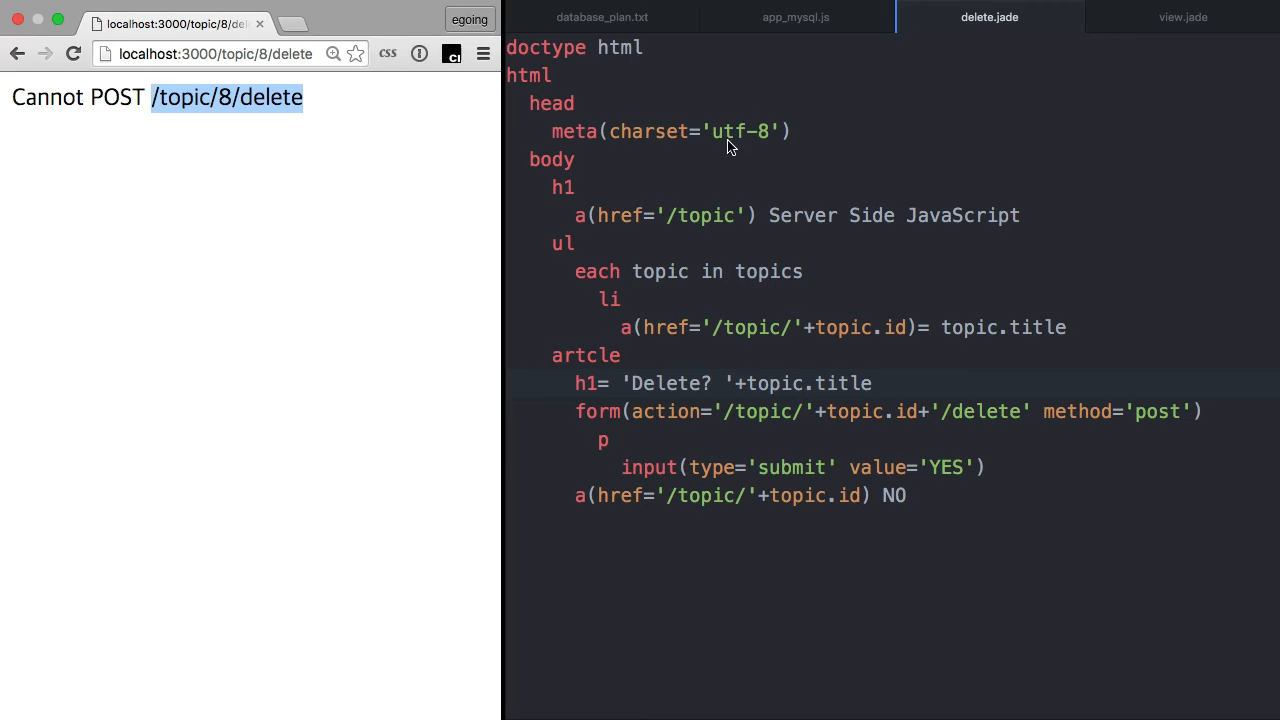 localhost:3000/topic/8/del
egoing
localhost:3000/topic/8/delete
css
Cannot POST /topic/8/delete
database_plan.txt
app_mysql.js
delete.jade
view.jade
doctype html
html
head
meta(charset='utf-8')
body
h1
a(href='/topic') Server Side JavaScript
ul
each topic in topics
li
a(href='/topic/'+topic.id)= topic.title
artcle
h1= 'Delete? '+topic.title
form(action='/topic/'+topic.id+'/delete' method='post')
p
input(type='submit' value='YES')
a(href='/topic/'+topic.id) NO